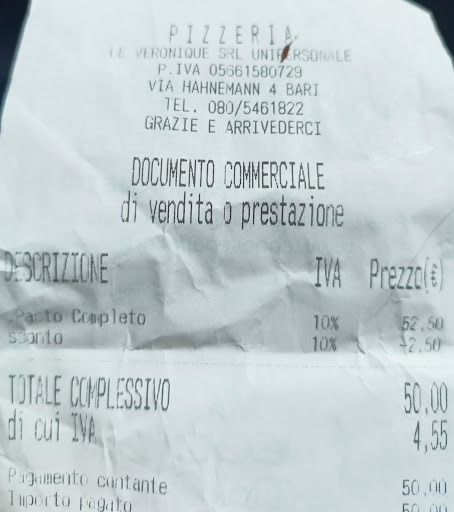 PIZZERIA
LE VERONIQUE SRL UNIPERSONALE
P.IVA 05661580729
VIA HAHNEMANN 4 BARI
TEL. 080/5461822
GRAZIE E ARRIVEDERCI
DOCUMENTO COMMERCIALE
di vendita o prestazione
DESCRIZIONE IVA Prezzo(€)
.Pasto Completo 10% 52,50
sconto 10% -2,50
TOTALE COMPLESSIVO 50,00
di cui IVA 4,55
Pagamento contante 50,00
Importo pagato 50,00